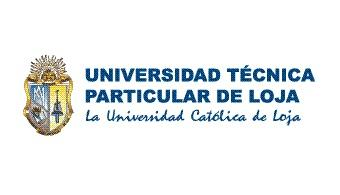 UNIVERSIDAD TÉCNICA
PARTICULAR DE LOJA
La Universidad Católica de Loja